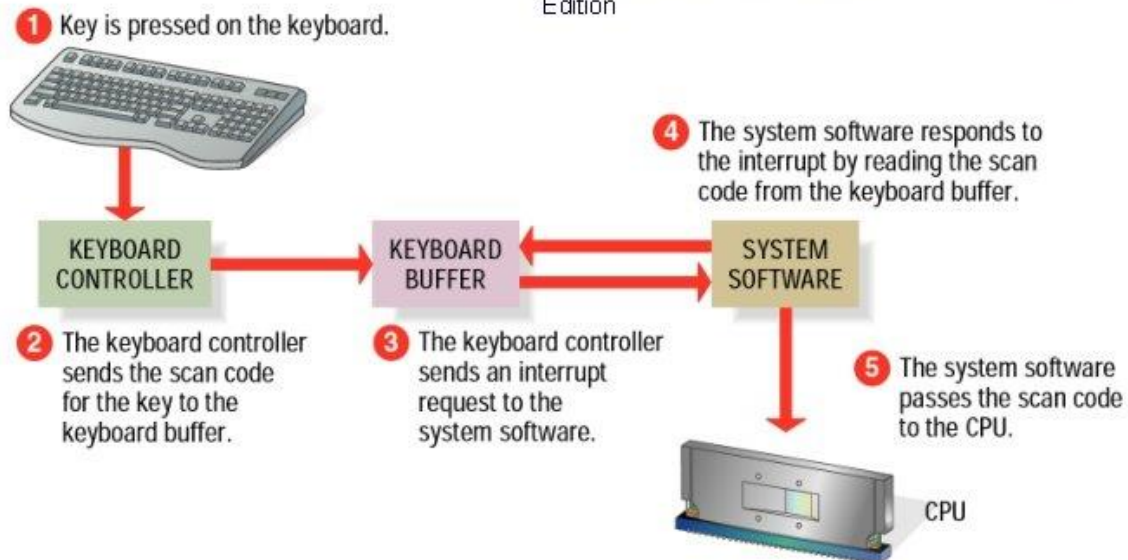 Edition
1 Key is pressed on the keyboard.
4 The system software responds to
the interrupt by reading the scan
code from the keyboard buffer.
KEYBOARD
CONTROLLER
KEYBOARD
BUFFER
SYSTEM
SOFTWARE
2 The keyboard controller
sends the scan code
for the key to the
keyboard buffer.
3 The keyboard controller
sends an interrupt
request to the
system software.
5 The system software
passes the scan code
to the CPU.
CPU